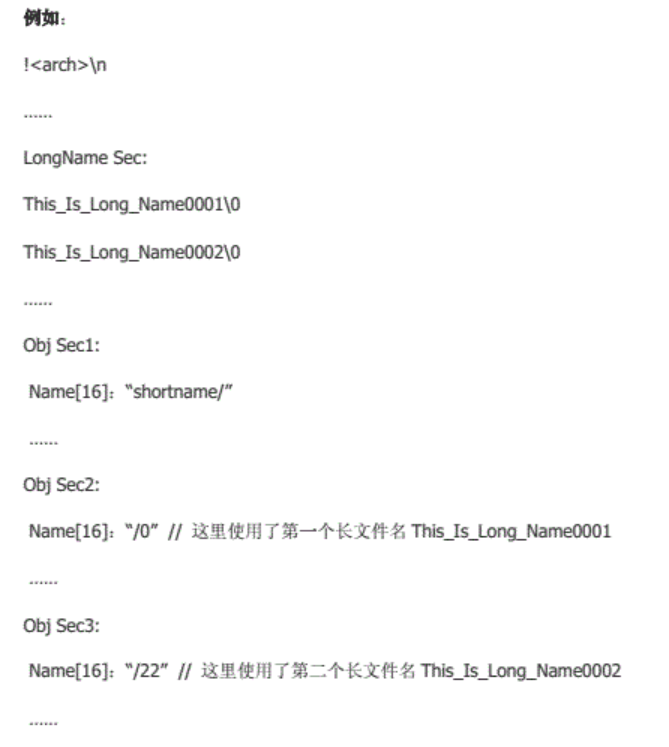 例如：
!<arch>\n
......
LongName Sec:
This_Is_Long_Name0001\0
This_Is_Long_Name0002\0
......
Obj Sec1:
Name[16]：“shortname/”
......
Obj Sec2:
Name[16]：“/0” // 这里使用了第一个长文件名 This_Is_Long_Name0001
......
Obj Sec3:
Name[16]：“/22” // 这里使用了第二个长文件名 This_Is_Long_Name0002
......